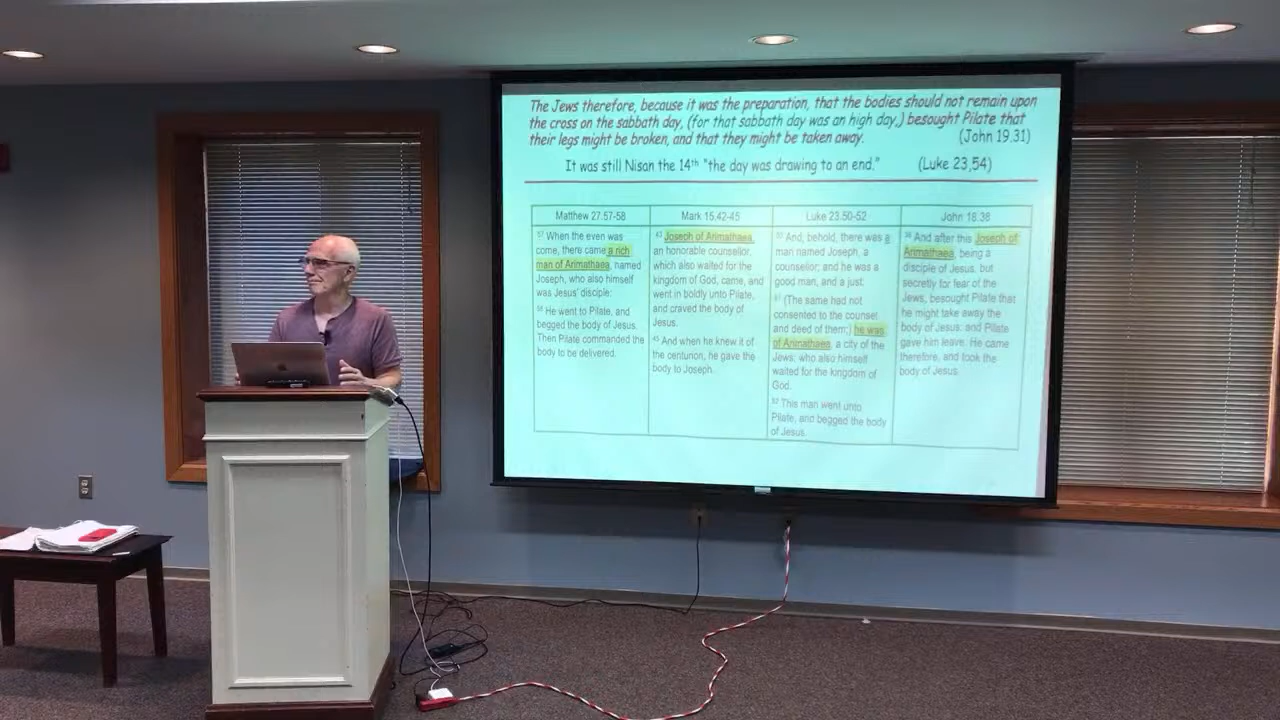 The Jews therefore, because it was the preparation, that the bodies should not remain upon
the cross on the sabbath day, (for that sabbath day was an high day,) besought Pilate that
their legs might be broken, and that they might be taken away. (John 19.31)
It was still Nisan the 14th "the day was drawing to an end." (Luke 23,54)
Matthew 27.57-58
57 When the even was
come, there came a rich
man of Arimathaea, named
Joseph, who also himself
was Jesus' disciple:
58 He went to Pilate, and
begged the body of Jesus.
Then Pilate commanded the
body to be delivered.
Mark 15.42-45
Joseph of Arimathaea,
an honorable counsellor,
which also waited for the
kingdom of God, came, and
went in boldly unto Pilate,
and craved the body of
Jesus.
And when he knew it of
the centurion, he gave the
body to Joseph.
Luke 23.50-52
50 And, behold, there was a
man named Joseph, a
counsellor; and he was a
good man, and a just:
51 (The same had not
consented to the counsel
and deed of them;) he was
of Arimathaea, a city of the
Jews: who also himself
waited for the kingdom of
God.
52 This man went unto
Pilate, and begged the body
of Jesus.
John 18.38
38 And after this Joseph of
Arimathaea, being a
disciple of Jesus, but
secretly for fear of the
Jews, besought Pilate that
he might take away the
body of Jesus: and Pilate
gave him leave. He came
therefore, and took the
body of Jesus.